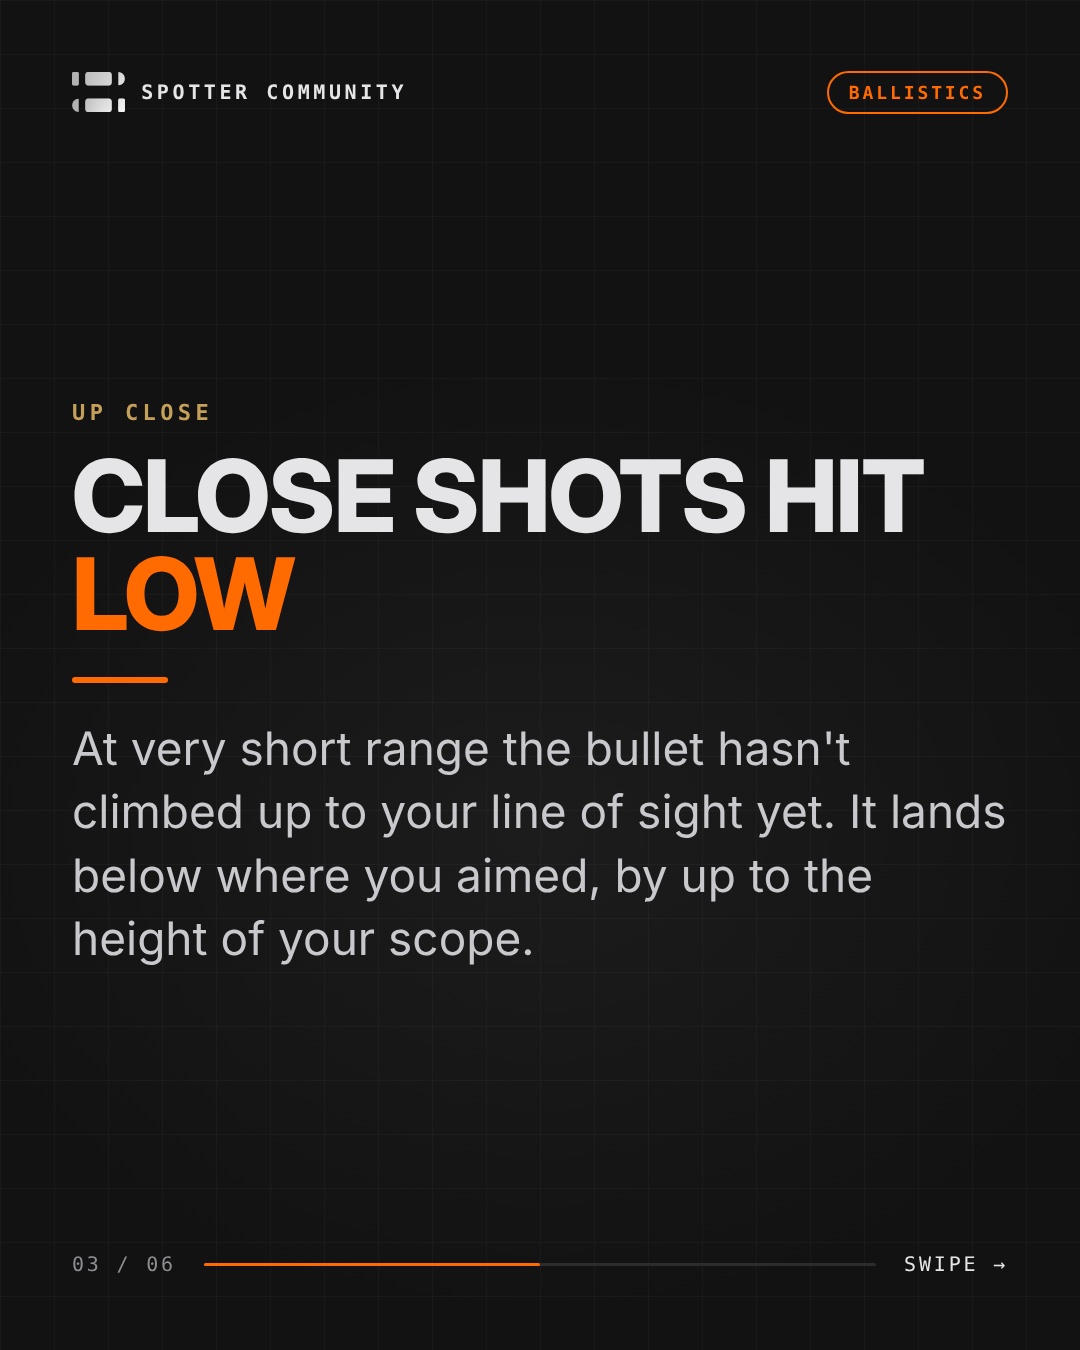 SPOTTER COMMUNITY
BALLISTICS
UP CLOSE
CLOSE SHOTS HIT
LOW
At very short range the bullet hasn't
climbed up to your line of sight yet. It lands
below where you aimed, by up to the
height of your scope.
03 / 06
SWIPE →